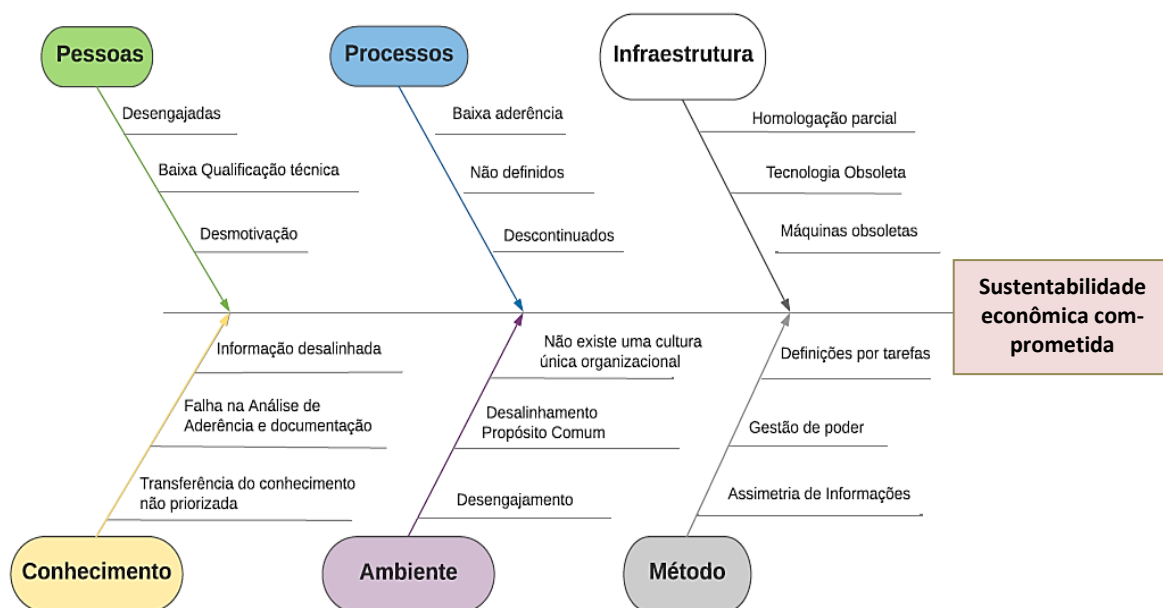 Pessoas
Processos
Infraestrutura
Desengajadas
Baixa Qualificação técnica
Desmotivação
Baixa aderência
Não definidos
Descontinuados
Homologação parcial
Tecnologia Obsoleta
Máquinas obsoletas
Sustentabilidade
econômica com-
prometida
Informação desalinhada
Falha na Análise de
Aderência e documentação
Transferência do conhecimento
não priorizada
Não existe uma cultura
única organizacional
Desalinhamento
Propósito Comum
Desengajamento
Definições por tarefas
Gestão de poder
Assimetria de Informações
Conhecimento
Ambiente
Método